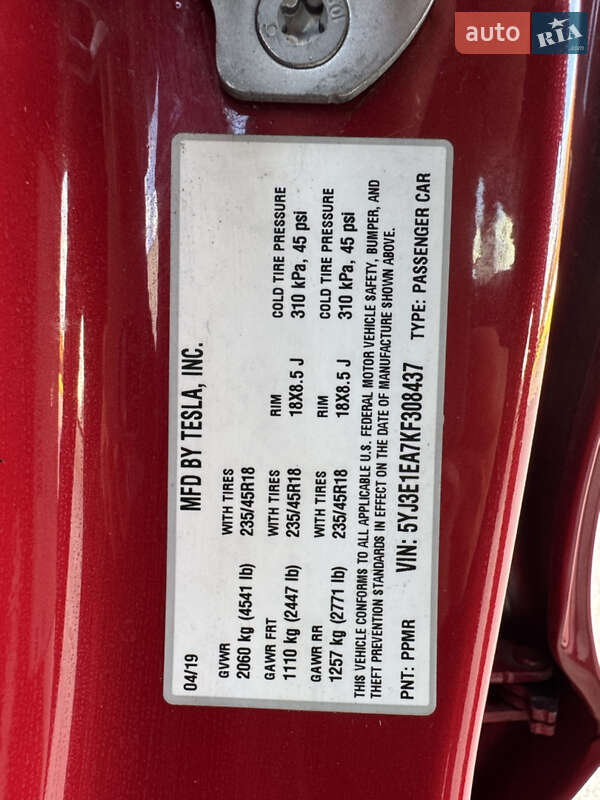 auto RIA
.com
04/19 MFD BY TESLA, INC.
GVWR WITH TIRES
2060 kg (4541 lb) 235/45R18
GAWR FRT WITH TIRES RIM COLD TIRE PRESSURE
1110 kg (2447 lb) 235/45R18 18X8.5 J 310 kPa, 45 psi
GAWR RR WITH TIRES RIM COLD TIRE PRESSURE
1257 kg (2771 lb) 235/45R18 18X8.5 J 310 kPa, 45 psi
THIS VEHICLE CONFORMS TO ALL APPLICABLE U.S. FEDERAL MOTOR VEHICLE SAFETY, BUMPER, AND
THEFT PREVENTION STANDARDS IN EFFECT ON THE DATE OF MANUFACTURE SHOWN ABOVE.
PNT: PPMR VIN: 5YJ3E1EA7KF308437 TYPE: PASSENGER CAR